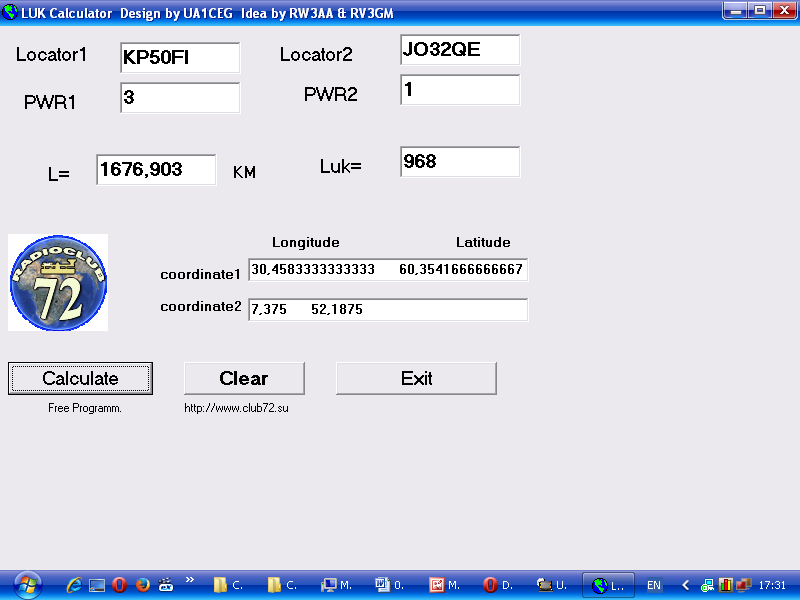 LUK Calculator Design by UA1CEG Idea by RW3AA & RV3GM
Locator1 KP50FI Locator2 JO32QE
PWR1 3 PWR2 1
L= 1676,903 KM Luk= 968
Longitude Latitude
RADIOCLUB
72
coordinate1 30,4583333333333 60,3541666666667
coordinate2 7,375 52,1875
Calculate Clear Exit
Free Programm. http://www.club72.su
C. C. M. 0. M. D. U. L.. EN 17:31